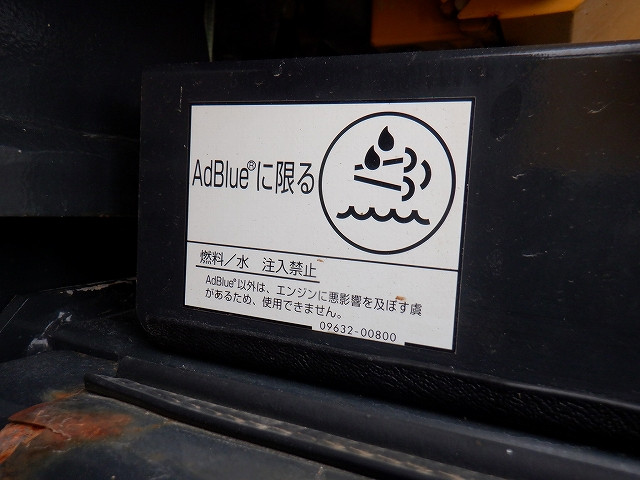 AdBlue®に限る
燃料／水 注入禁止
AdBlue®以外は、エンジンに悪影響を及ぼす虞
があるため、使用できません。
09632-00800